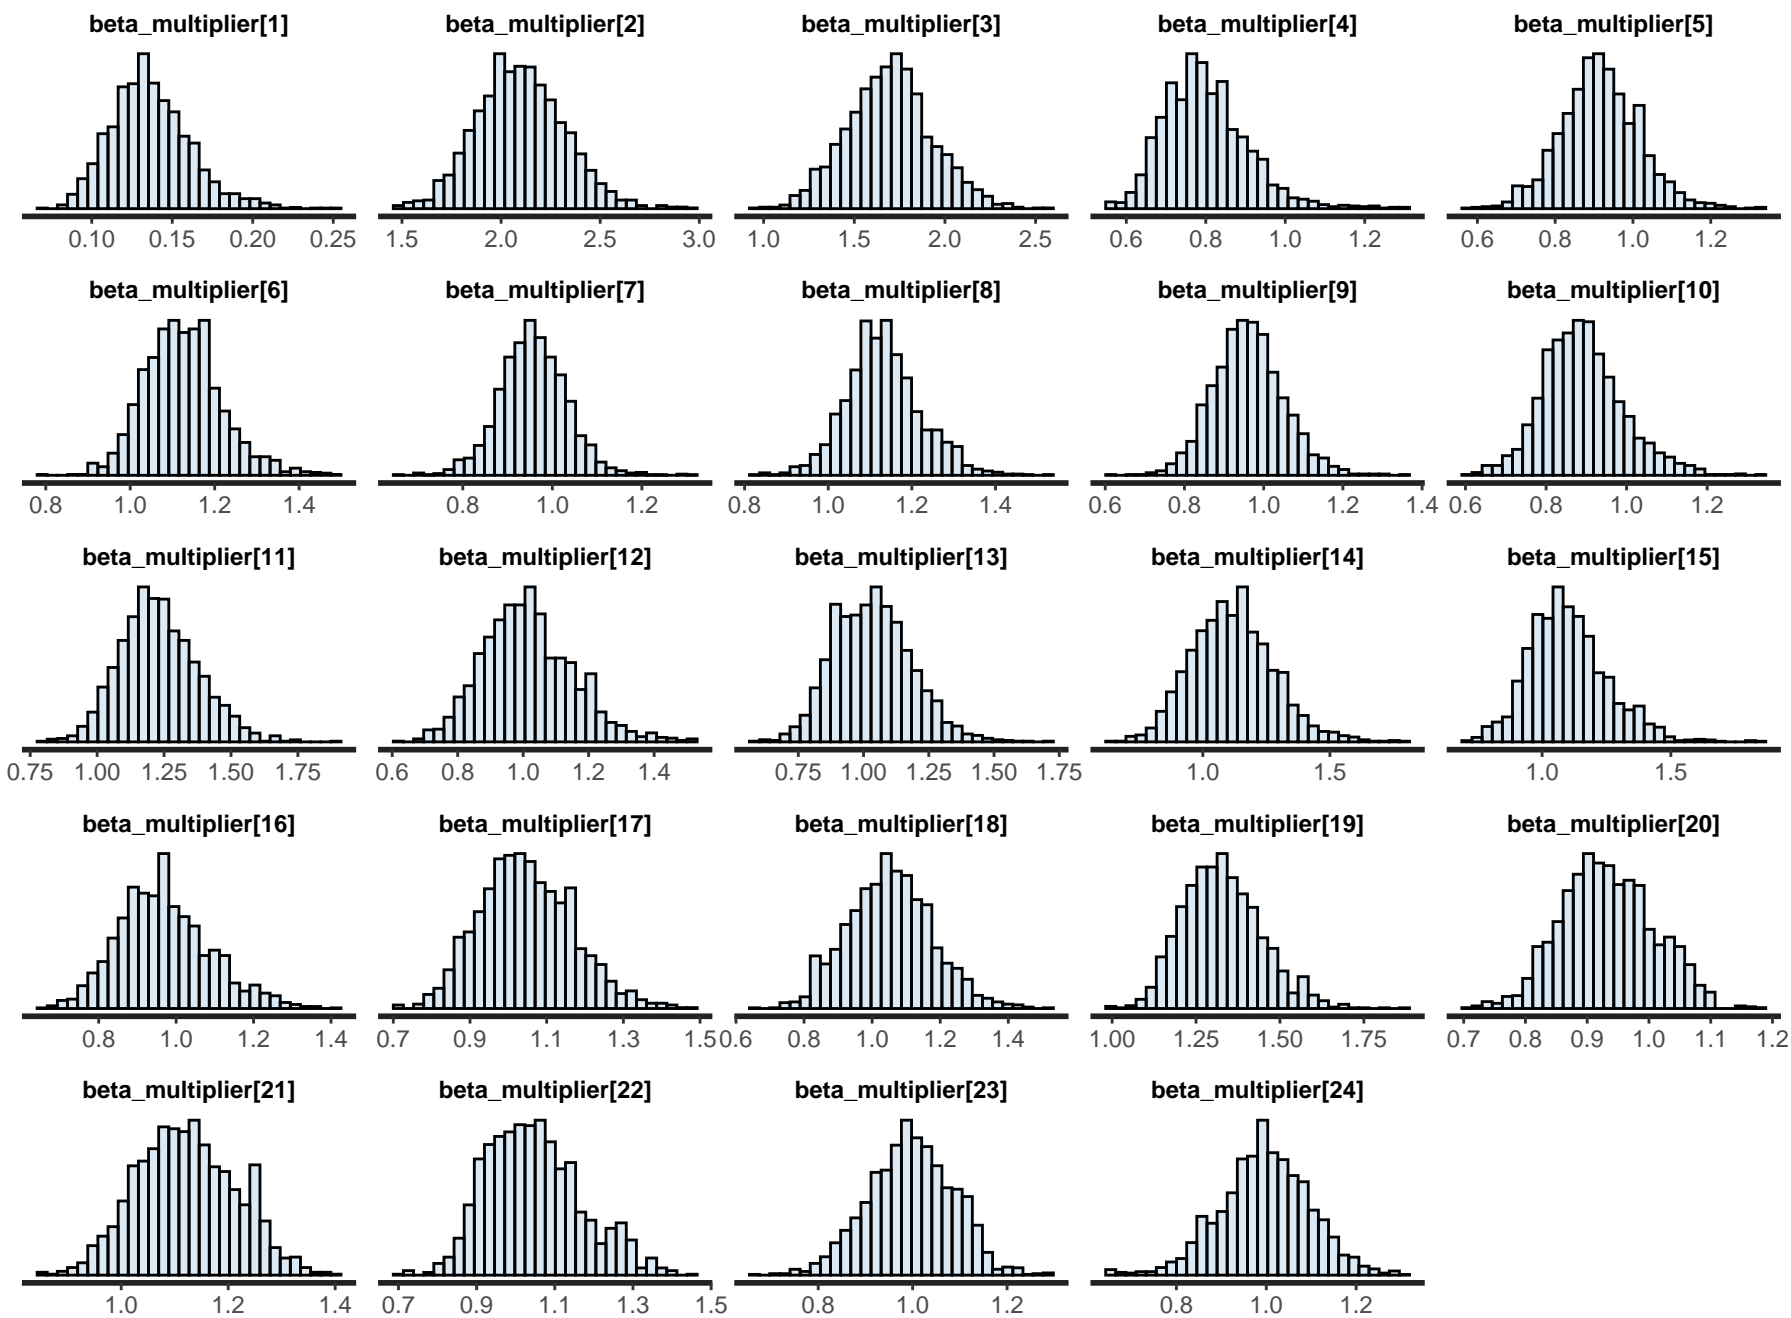 beta_multiplier[1] beta_multiplier[2] beta_multiplier[3] beta_multiplier[4] beta_multiplier[5]
0.10 0.15 0.20 0.25 1.5 2.0 2.5 3.0 1.0 1.5 2.0 2.5 0.6 0.8 1.0 1.2 0.6 0.8 1.0 1.2
beta_multiplier[6] beta_multiplier[7] beta_multiplier[8] beta_multiplier[9] beta_multiplier[10]
0.8 1.0 1.2 1.4 0.8 1.0 1.2 0.8 1.0 1.2 1.4 0.6 0.8 1.0 1.2 1.4 0.6 0.8 1.0 1.2
beta_multiplier[11] beta_multiplier[12] beta_multiplier[13] beta_multiplier[14] beta_multiplier[15]
0.75 1.00 1.25 1.50 1.75 0.6 0.8 1.0 1.2 1.4 0.75 1.00 1.25 1.50 1.75 1.0 1.5 1.0 1.5
beta_multiplier[16] beta_multiplier[17] beta_multiplier[18] beta_multiplier[19] beta_multiplier[20]
0.8 1.0 1.2 1.4 0.7 0.9 1.1 1.3 1.5 0.6 0.8 1.0 1.2 1.4 1.00 1.25 1.50 1.75 0.7 0.8 0.9 1.0 1.1 1.2
beta_multiplier[21] beta_multiplier[22] beta_multiplier[23] beta_multiplier[24]
1.0 1.2 1.4 0.7 0.9 1.1 1.3 1.5 0.8 1.0 1.2 0.8 1.0 1.2